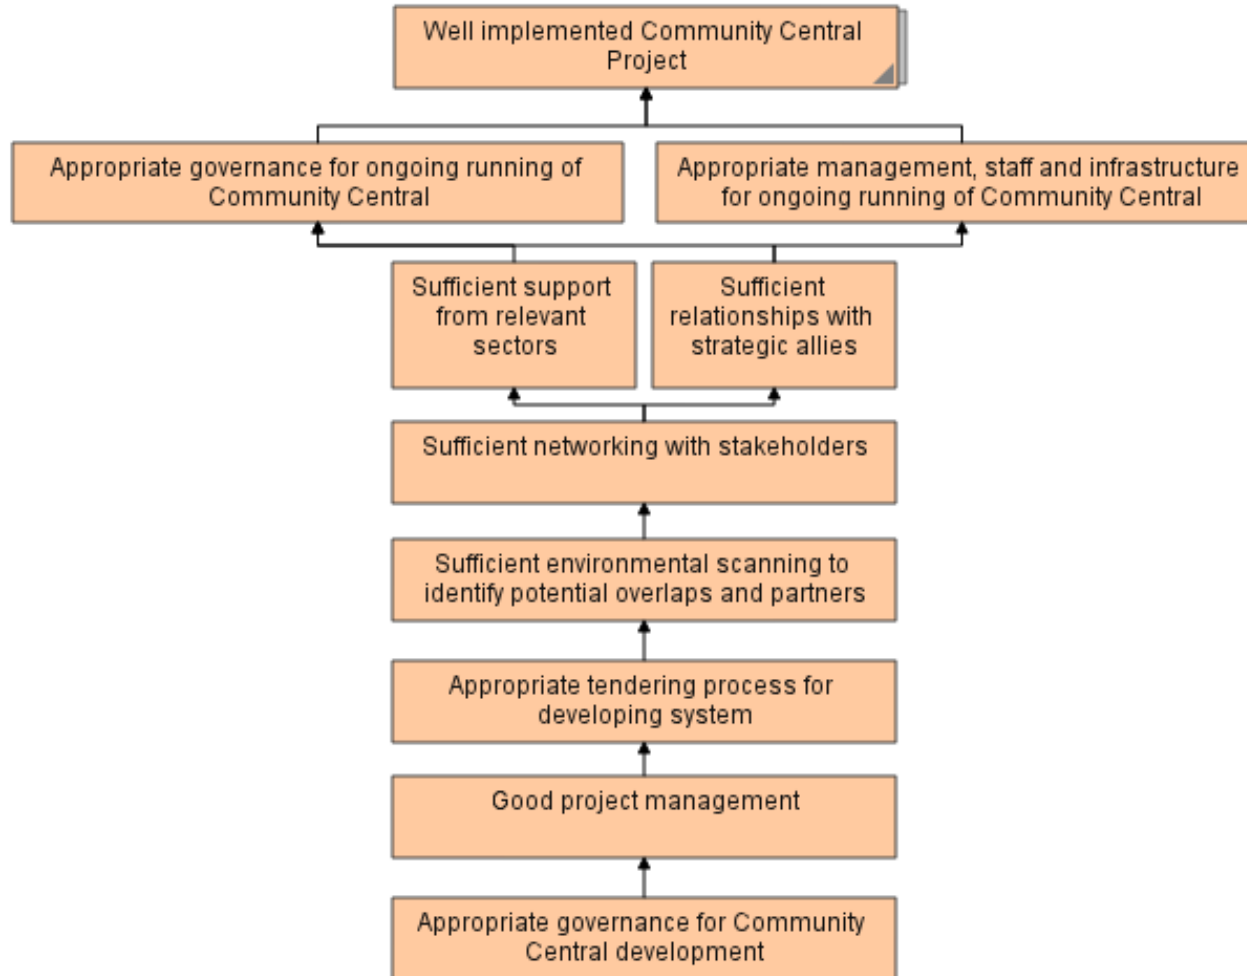 Well implemented Community Central
Project
Appropriate governance for ongoing running of
Community Central
Appropriate management, staff and infrastructure
for ongoing running of Community Central
Sufficient support
from relevant
sectors
Sufficient
relationships with
strategic allies
Sufficient networking with stakeholders
Sufficient environmental scanning to
identify potential overlaps and partners
Appropriate tendering process for
developing system
Good project management
Appropriate governance for Community
Central development